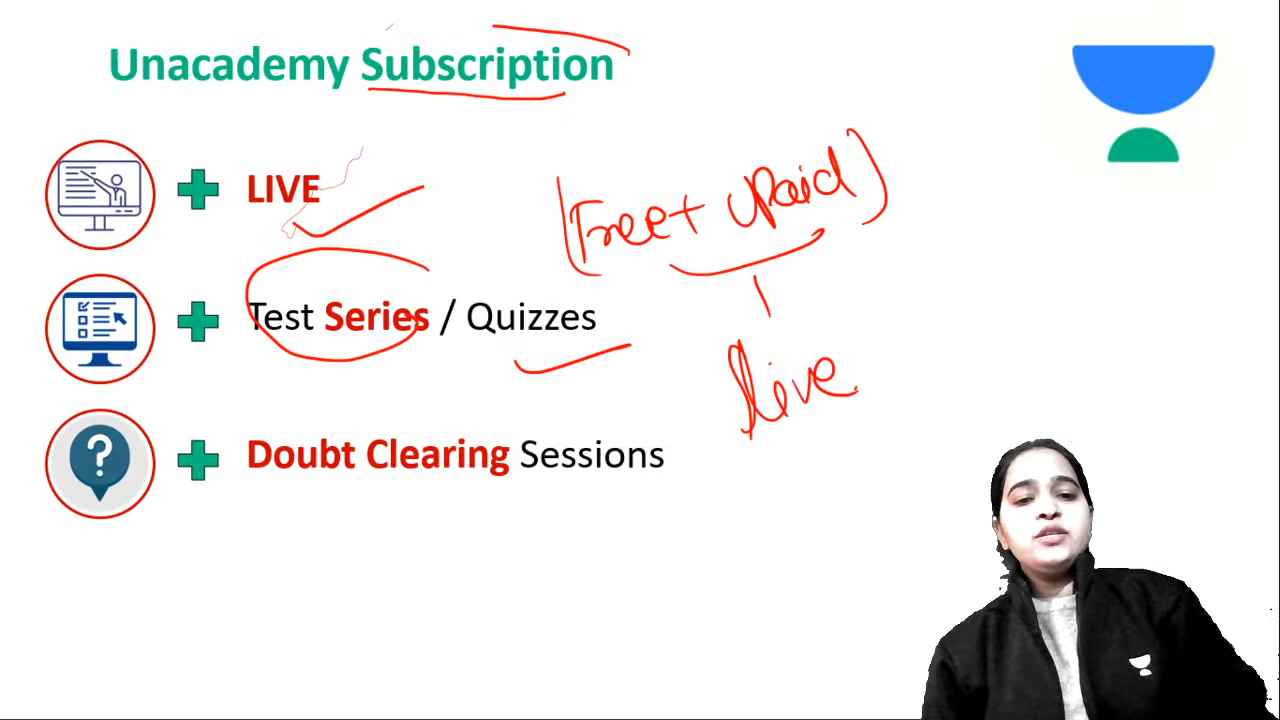 Unacademy Subscription
LIVE
(Free + Paid)
Test Series / Quizzes
live
Doubt Clearing Sessions